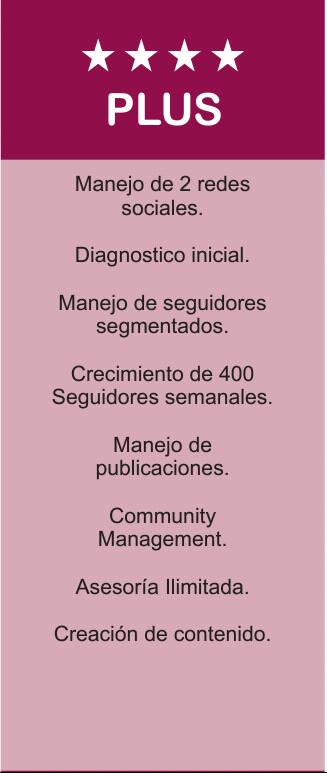 PLUS
Manejo de 2 redes
sociales.
Diagnostico inicial.
Manejo de seguidores
segmentados.
Crecimiento de 400
Seguidores semanales.
Manejo de
publicaciones.
Community
Management.
Asesoría Ilimitada.
Creación de contenido.